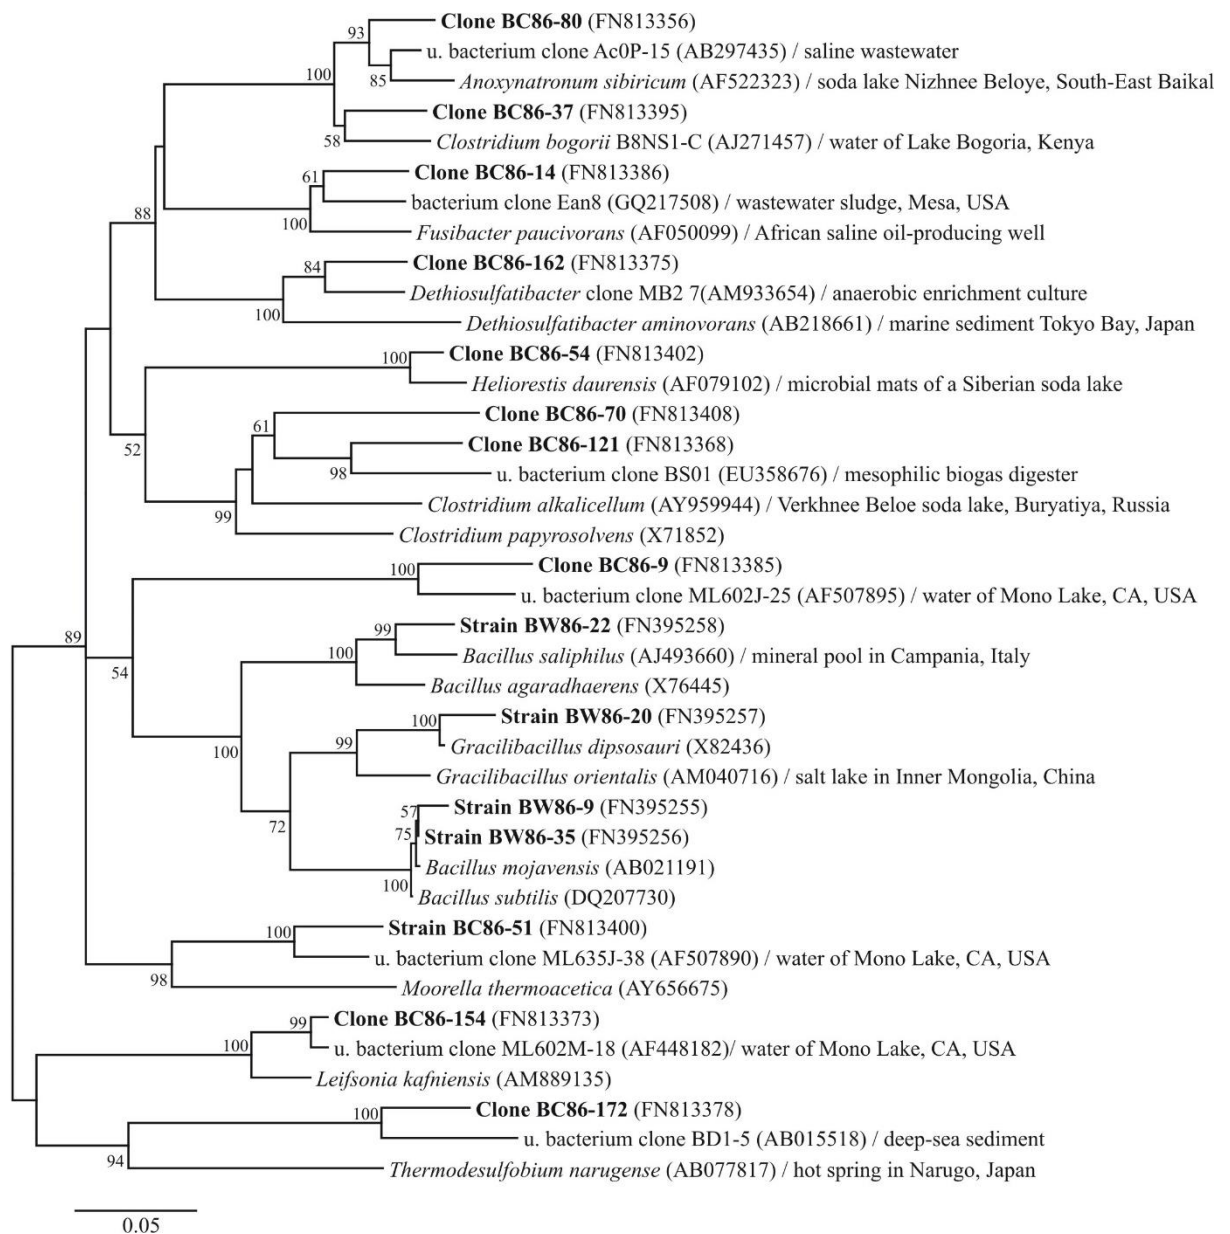 Clone BC86-80 (FN813356)
93
u. bacterium clone Ac0P-15 (AB297435) / saline wastewater
100
85
Anoxynatronum sibiricum (AF522323) / soda lake Nizhnee Beloye, South-East Baikal
Clone BC86-37 (FN813395)
58
Clostridium bogorii B8NS1-C (AJ271457) / water of Lake Bogoria, Kenya
Clone BC86-14 (FN813386)
61
bacterium clone Ean8 (GQ217508) / wastewater sludge, Mesa, USA
88
100
Fusibacter paucivorans (AF050099) / African saline oil-producing well
Clone BC86-162 (FN813375)
84
Dethiosulfatibacter clone MB2 7(AM933654) / anaerobic enrichment culture
100
Dethiosulfatibacter aminovorans (AB218661) / marine sediment Tokyo Bay, Japan
Clone BC86-54 (FN813402)
100
Heliorestis daurensis (AF079102) / microbial mats of a Siberian soda lake
Clone BC86-70 (FN813408)
61
Clone BC86-121 (FN813368)
52
98
u. bacterium clone BS01 (EU358676) / mesophilic biogas digester
Clostridium alkalicellum (AY959944) / Verkhnee Beloe soda lake, Buryatiya, Russia
99
Clostridium papyrosolvens (X71852)
Clone BC86-9 (FN813385)
100
u. bacterium clone ML602J-25 (AF507895) / water of Mono Lake, CA, USA
Strain BW86-22 (FN395258)
99
89
Bacillus saliphilus (AJ493660) / mineral pool in Campania, Italy
100
54
Bacillus agaradhaerens (X76445)
Strain BW86-20 (FN395257)
100
Gracilibacillus dipsosauri (X82436)
99
100
Gracilibacillus orientalis (AM040716) / salt lake in Inner Mongolia, China
Strain BW86-9 (FN395255)
57
72
75
Strain BW86-35 (FN395256)
Bacillus mojavensis (AB021191)
100
Bacillus subtilis (DQ207730)
Strain BC86-51 (FN813400)
100
u. bacterium clone ML635J-38 (AF507890) / water of Mono Lake, CA, USA
98
Moorella thermoacetica (AY656675)
Clone BC86-154 (FN813373)
99
100
u. bacterium clone ML602M-18 (AF448182)/ water of Mono Lake, CA, USA
Leifsonia kafniensis (AM889135)
Clone BC86-172 (FN813378)
100
u. bacterium clone BD1-5 (AB015518) / deep-sea sediment
94
Thermodesulfobium narugense (AB077817) / hot spring in Narugo, Japan
0.05